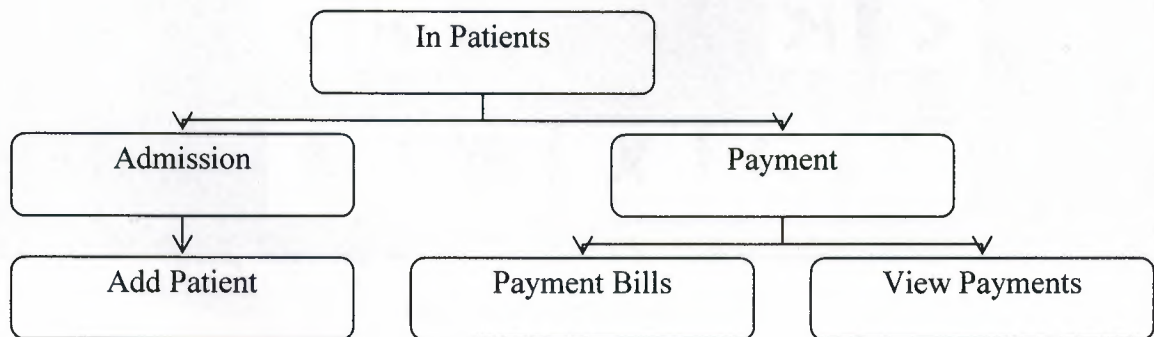 In Patients
Admission
Payment
Add Patient
Payment Bills
View Payments